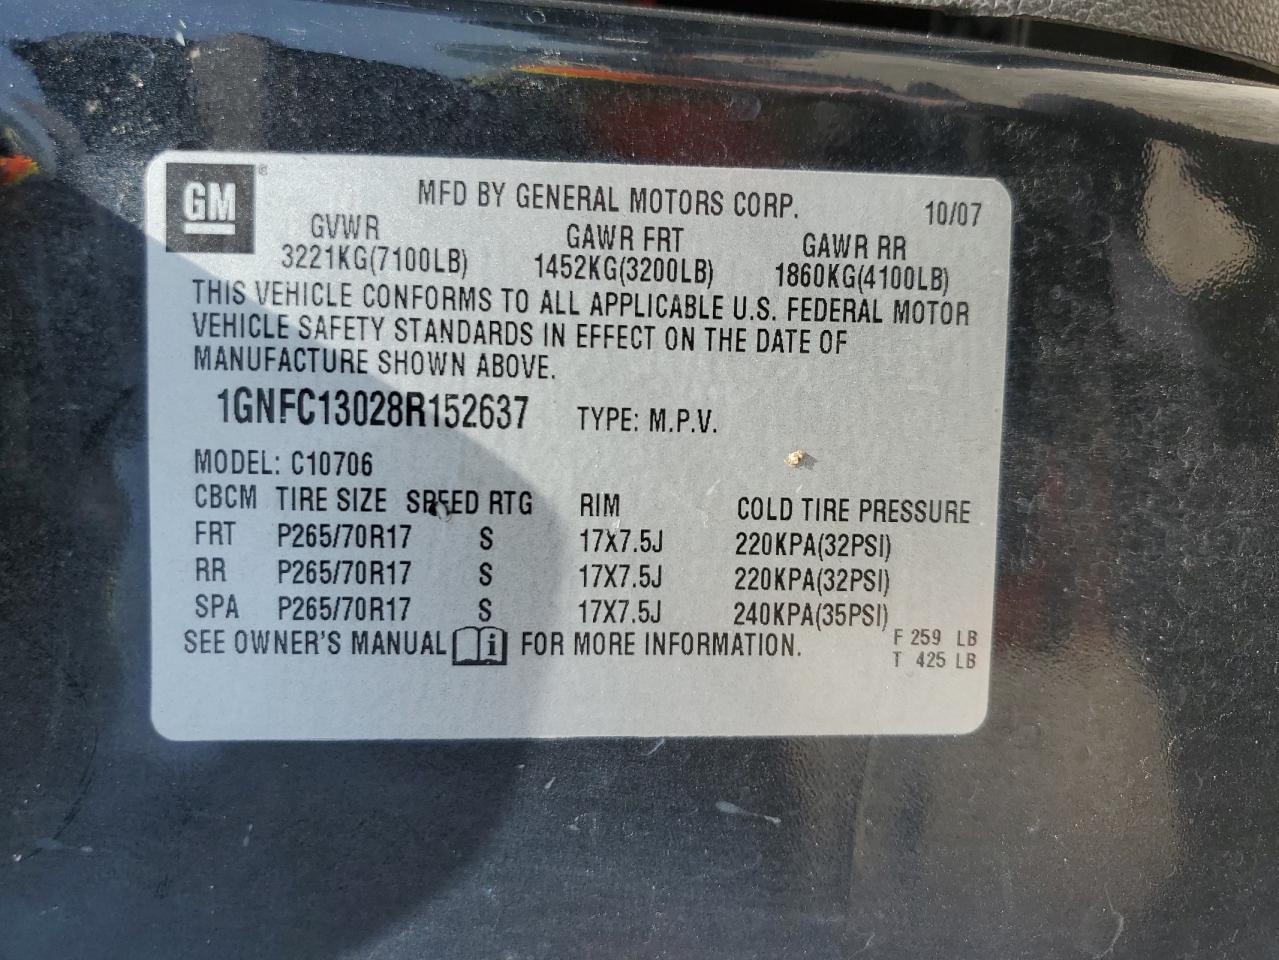 GM® MFD BY GENERAL MOTORS CORP. 10/07
GVWR GAWR FRT GAWR RR
3221KG(7100LB) 1452KG(3200LB) 1860KG(4100LB)
THIS VEHICLE CONFORMS TO ALL APPLICABLE U.S. FEDERAL MOTOR
VEHICLE SAFETY STANDARDS IN EFFECT ON THE DATE OF
MANUFACTURE SHOWN ABOVE.
1GNFC13028R152637 TYPE: M.P.V.
MODEL: C10706
CBCM TIRE SIZE SPEED RTG RIM COLD TIRE PRESSURE
FRT P265/70R17 S 17X7.5J 220KPA(32PSI)
RR P265/70R17 S 17X7.5J 220KPA(32PSI)
SPA P265/70R17 S 17X7.5J 240KPA(35PSI)
SEE OWNER'S MANUAL i FOR MORE INFORMATION. F 259 LB
T 425 LB